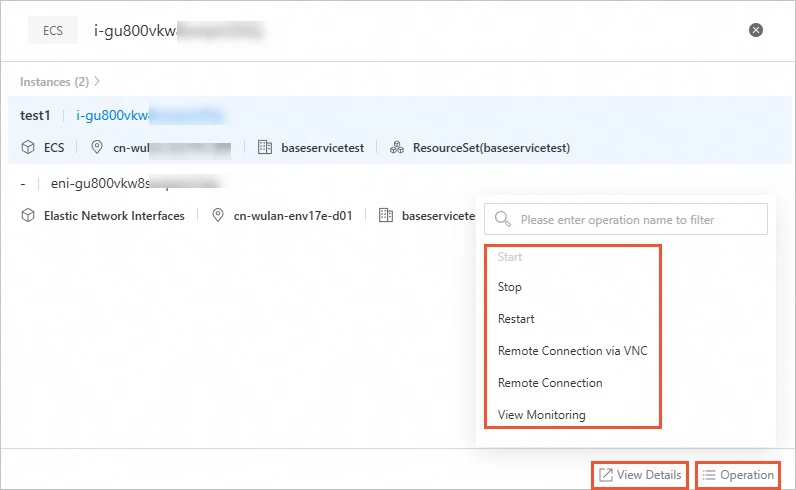 ECS i-gu800vkw
Instances (2) >
test1 i-gu800vkw
ECS cn-wu baseservicetest ResourceSet(baseservicetest)
- eni-gu800vkw8s
Elastic Network Interfaces cn-wulan-env17e-d01 baseservicete
Please enter operation name to filter
Start
Stop
Restart
Remote Connection via VNC
Remote Connection
View Monitoring
View Details Operation